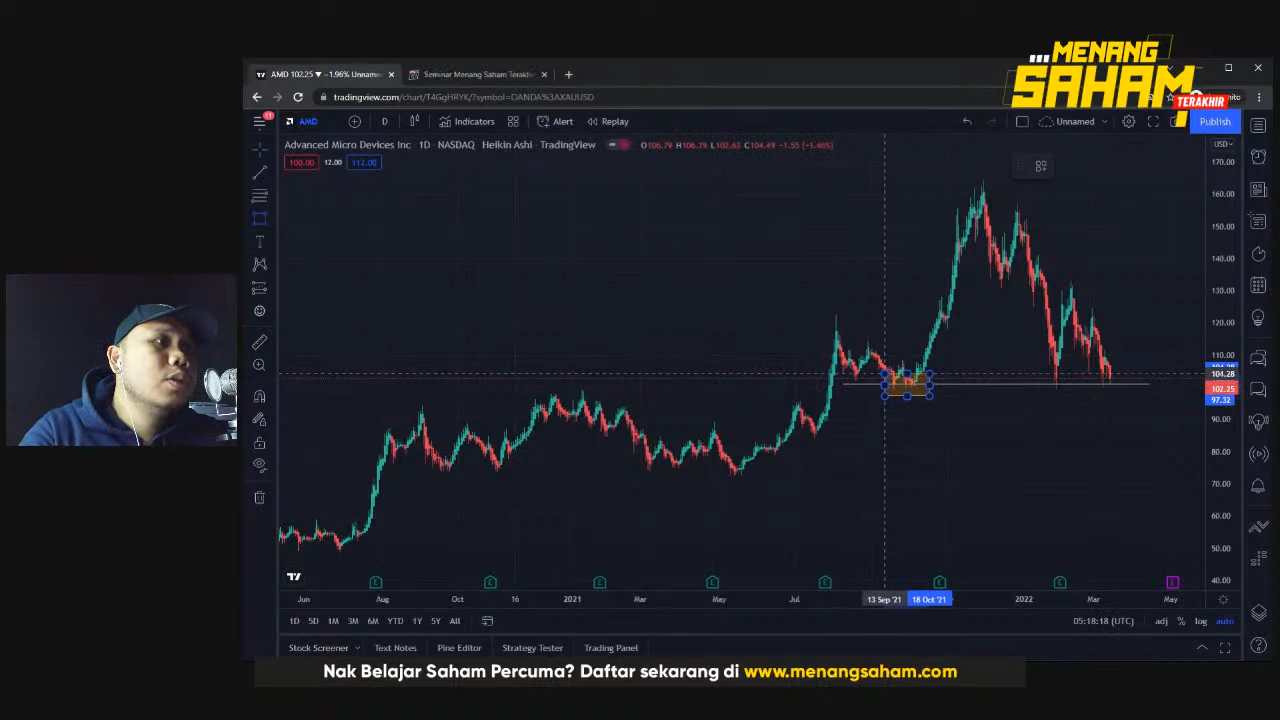 MENANG
SAHAM
TERAKHIR
AMD 102.25 ▼ −1.96% Unname
Seminar Menang Saham Terakhi
tradingview.com/chart/T4GgHRYK/?symbol=OANDA%3AXAUUSD
11
AMD
D
Indicators
Alert
Replay
Unnamed
Publish
Advanced Micro Devices Inc · 1D · NASDAQ · Heikin Ashi · TradingView
O106.79 H106.79 L102.63 C104.49 −1.55 (−1.46%)
USD
100.00 12.00 112.00
170.00
160.00
150.00
140.00
130.00
120.00
110.00
104.28
102.25
97.32
90.00
80.00
70.00
60.00
50.00
40.00
E E E E E E E E
Jun Aug Oct 16 2021 Mar May Jul 13 Sep '21 18 Oct '21 2022 Mar May
1D 5D 1M 3M 6M YTD 1Y 5Y All
05:18:18 (UTC) adj % log auto
Stock Screener Text Notes Pine Editor Strategy Tester Trading Panel
Nak Belajar Saham Percuma? Daftar sekarang di www.menangsaham.com